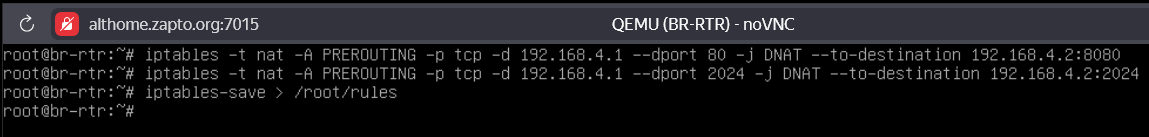 althome.zapto.org:7015
QEMU (BR-RTR) - noVNC
root@br-rtr:~# iptables -t nat -A PREROUTING -p tcp -d 192.168.4.1 --dport 80 -j DNAT --to-destination 192.168.4.2:8080
root@br-rtr:~# iptables -t nat -A PREROUTING -p tcp -d 192.168.4.1 --dport 2024 -j DNAT --to-destination 192.168.4.2:2024
root@br-rtr:~# iptables-save > /root/rules
root@br-rtr:~#